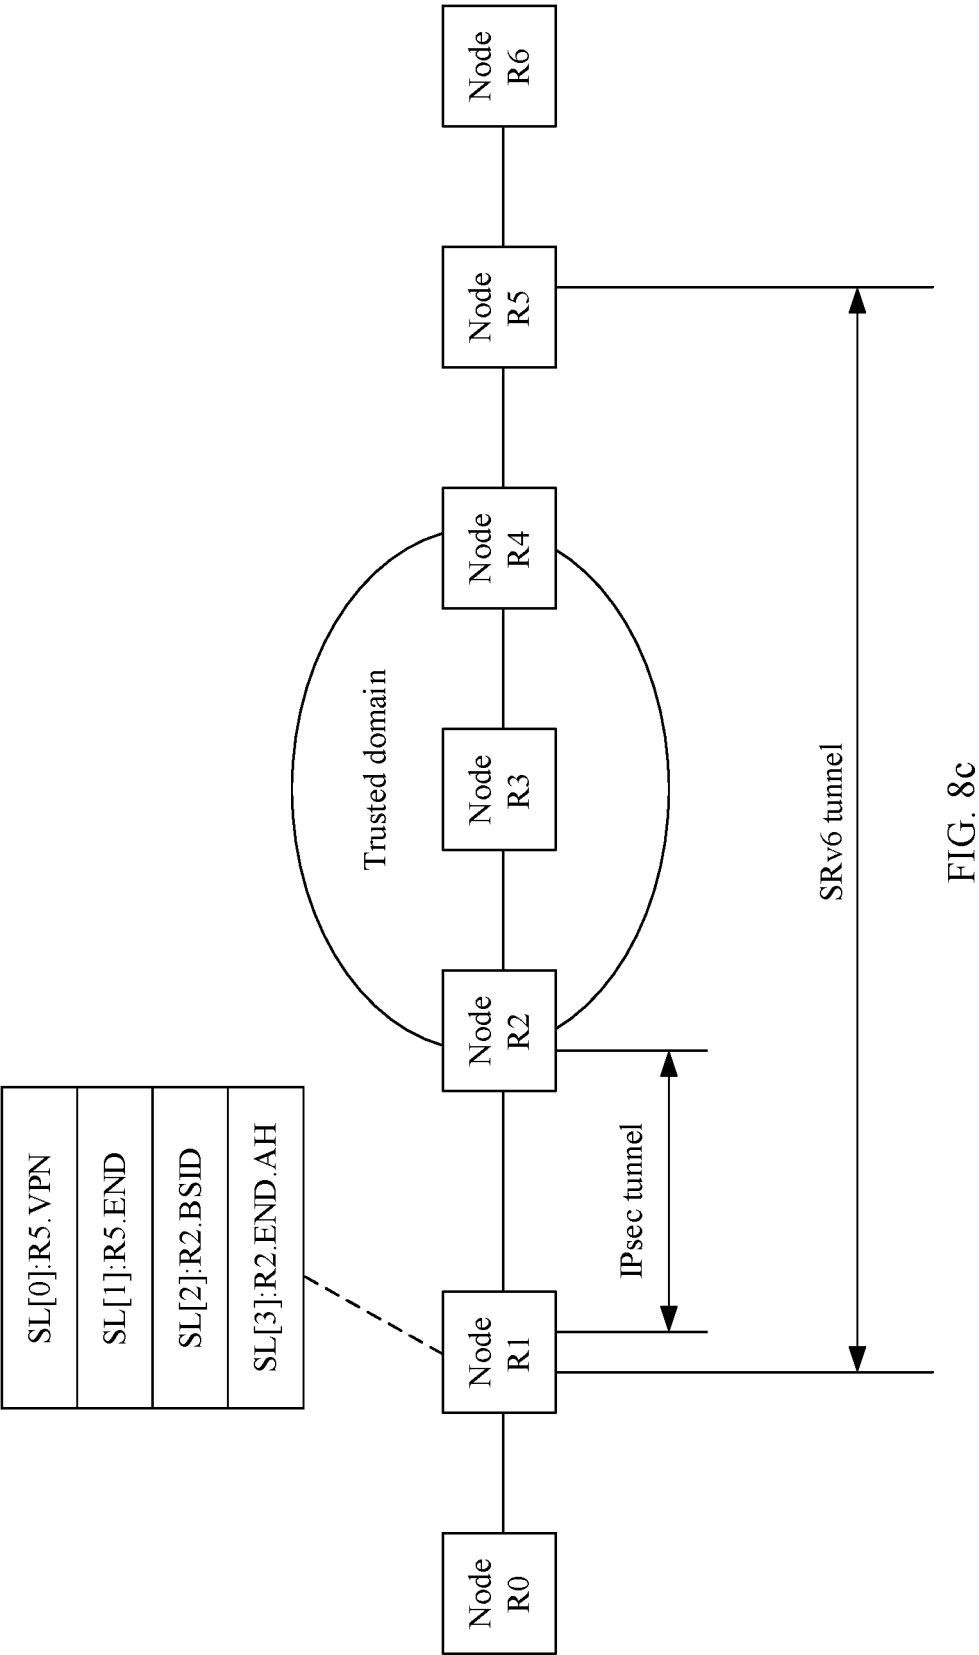 SL[0]:R5.VPN
SL[1]:R5.END
SL[2]:R2.BSID
SL[3]:R2.END.AH
Trusted domain
Node
R0
Node
R1
Node
R2
Node
R3
Node
R4
Node
R5
Node
R6
IPsec tunnel
SRv6 tunnel
FIG. 8c